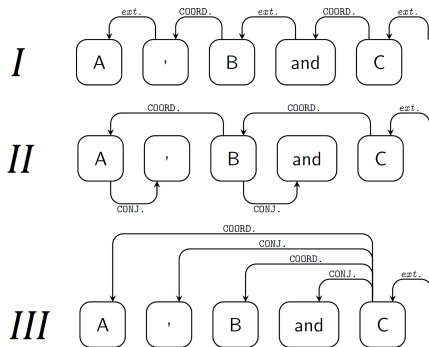 ext. COORD. ext. COORD. ext.
I A , B and C
COORD. COORD. ext.
II A , B and C
CONJ. CONJ.
COORD.
CONJ.
COORD.
CONJ. ext.
III A , B and C